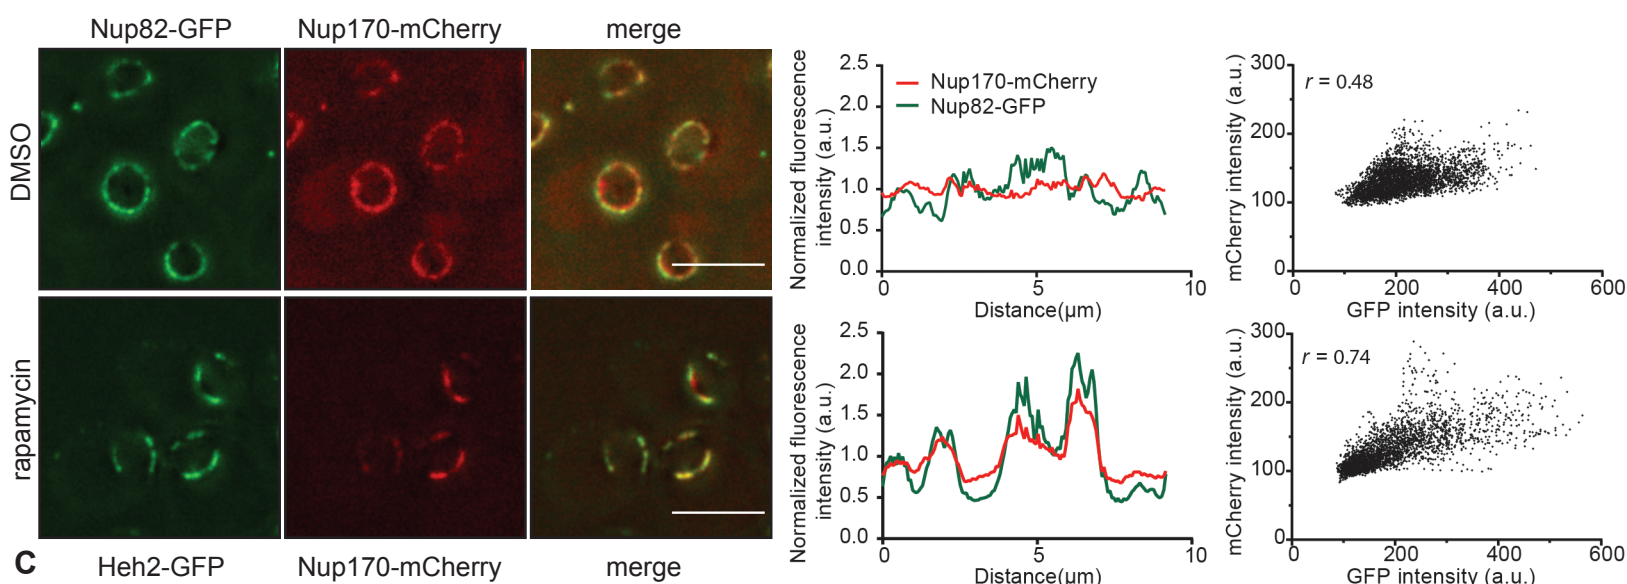 Nup82-GFP Nup170-mCherry merge
DMSO
rapamycin
Normalized fluorescence
intensity (a.u.)
2.5
2.0
1.5
1.0
0.5
0.0
Nup170-mCherry
Nup82-GFP
0 5 10
Distance(μm)
mCherry intensity (a.u.)
300
200
100
0
r = 0.48
0 200 400 600
GFP intensity (a.u.)
Normalized fluorescence
intensity (a.u.)
2.5
2.0
1.5
1.0
0.5
0.0
0 5 10
Distance(μm)
mCherry intensity (a.u.)
300
200
100
0
r = 0.74
0 200 400 600
GFP intensity (a.u.)
C Heh2-GFP Nup170-mCherry merge